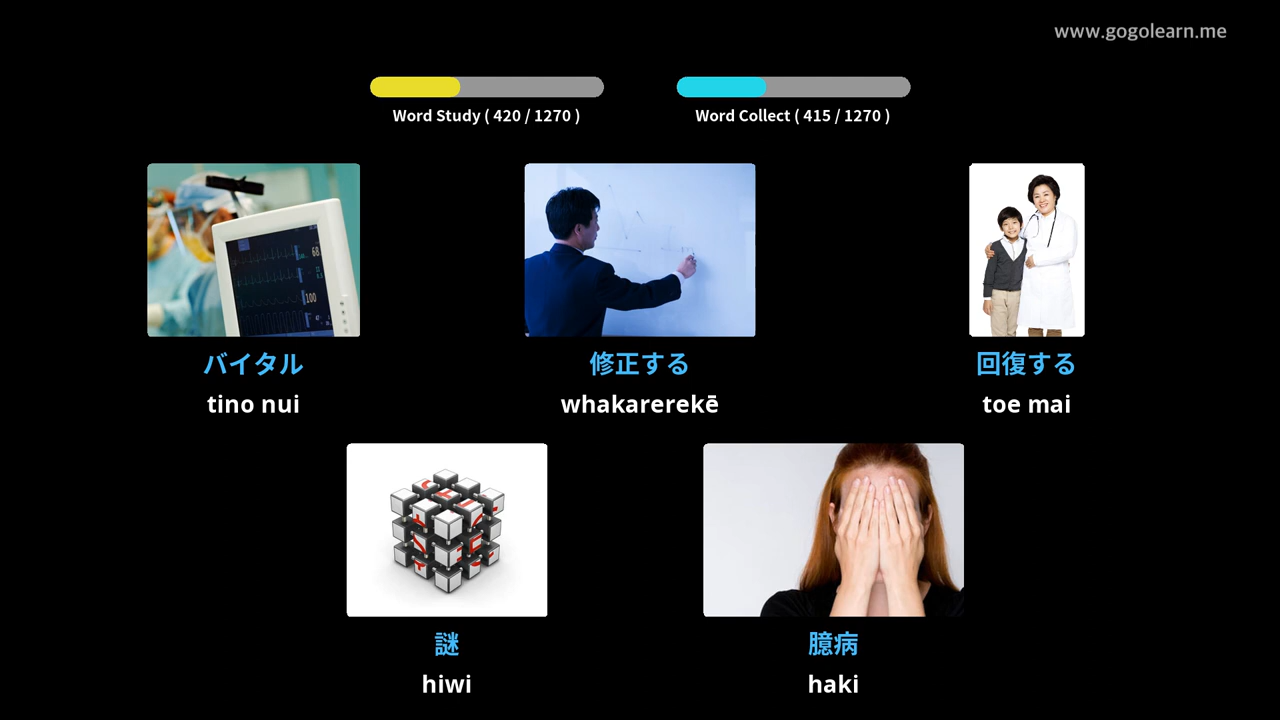 www.gogolearn.me
Word Study ( 420 / 1270 )
Word Collect ( 415 / 1270 )
バイタル
tino nui
修正する
whakarerekē
回復する
toe mai
謎
hiwi
臆病
haki